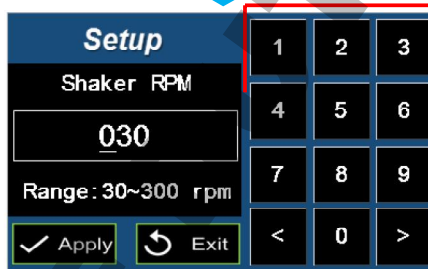 Setup
Shaker RPM
030
Range:30~300 rpm
Apply
Exit
1 2 3
4 5 6
7 8 9
< 0 >